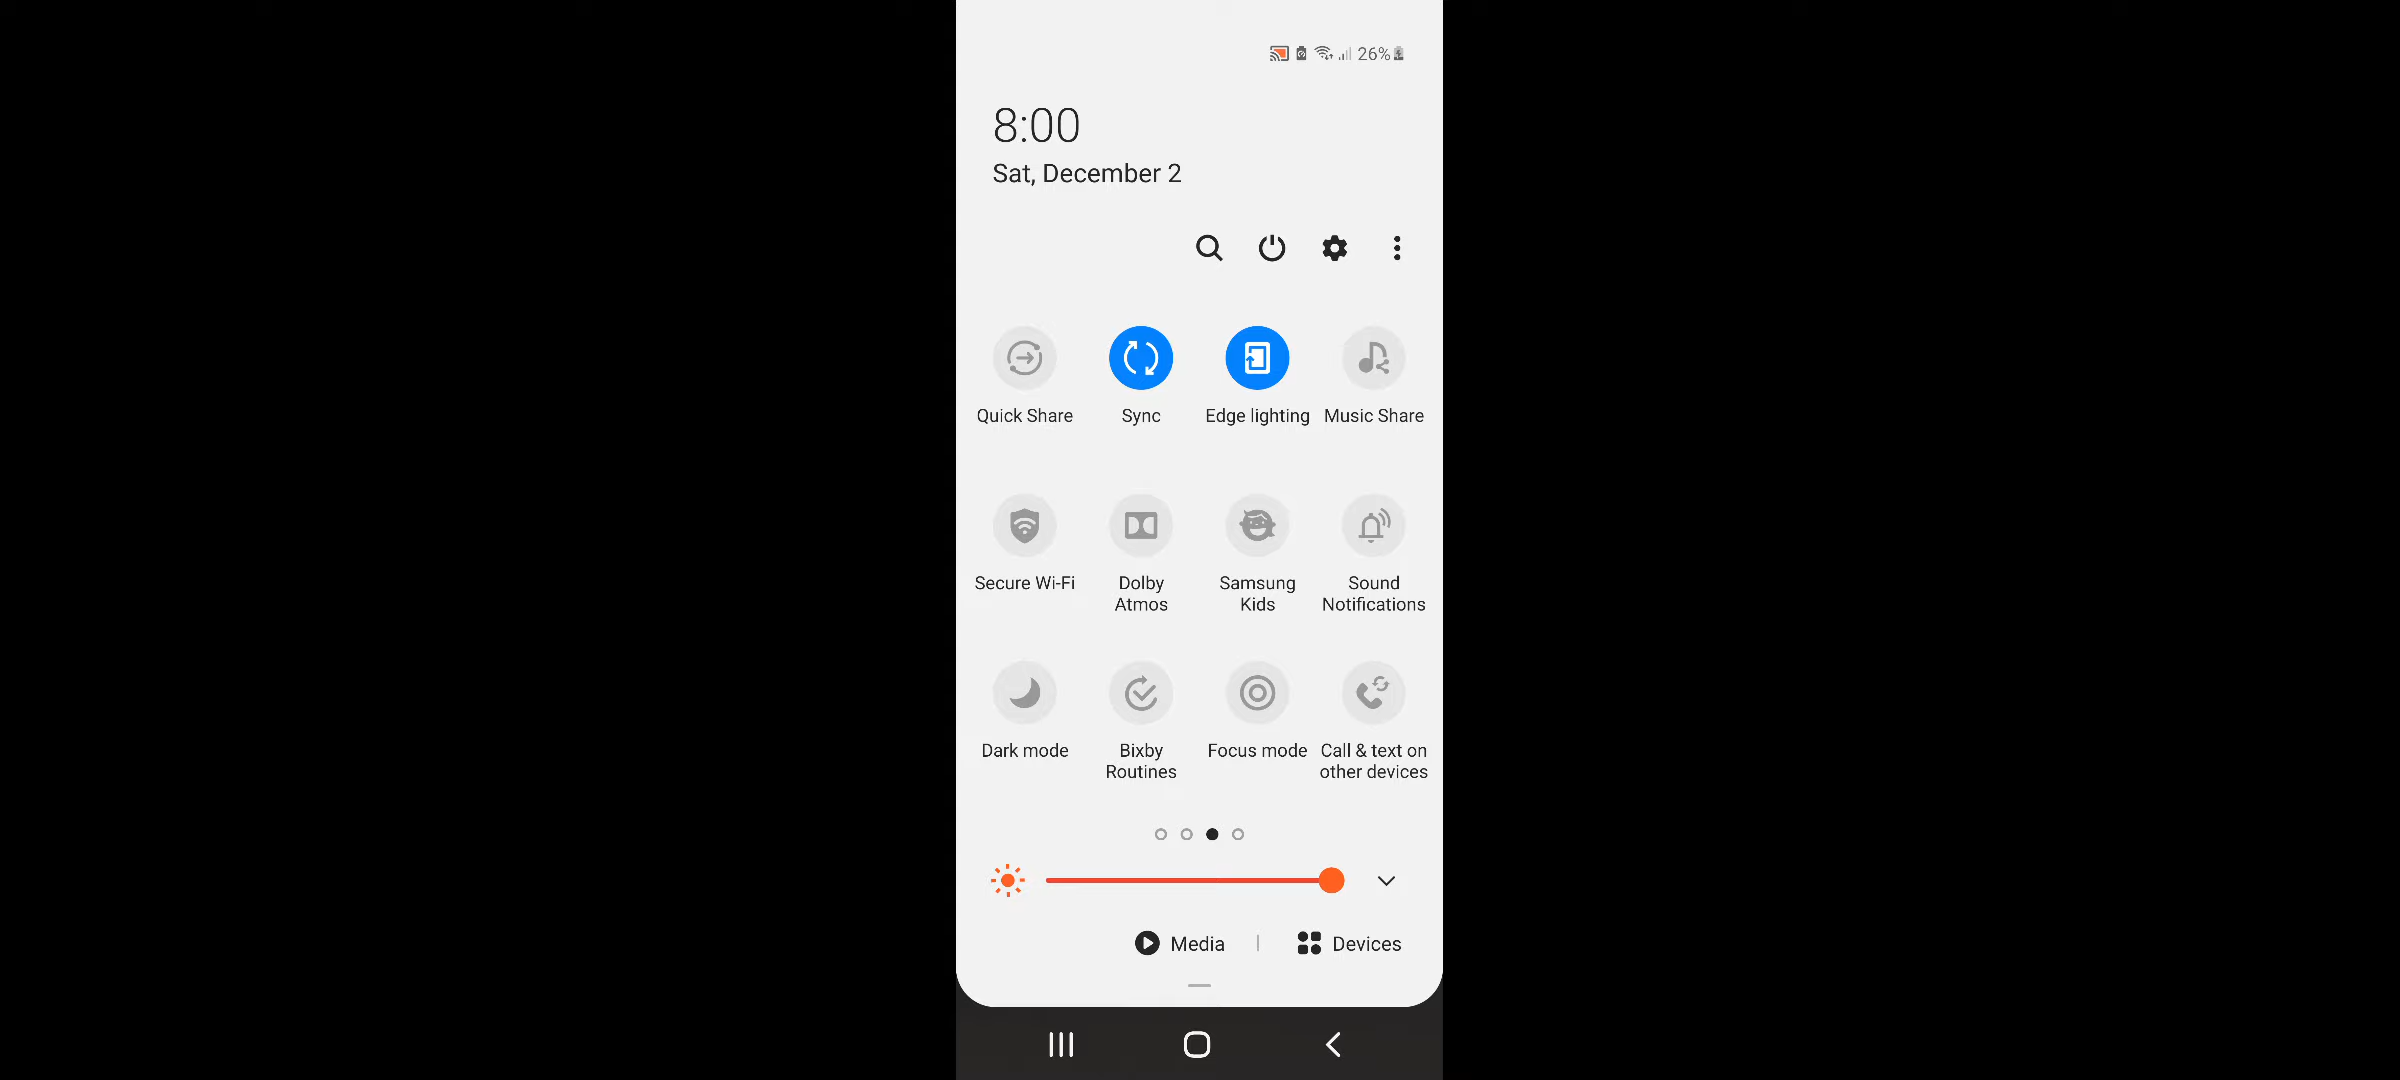 26%
8:00
Sat, December 2
Quick Share
Sync
Edge lighting
Music Share
Secure Wi-Fi
Dolby
Atmos
Samsung
Kids
Sound
Notifications
Dark mode
Bixby
Routines
Focus mode
Call & text on
other devices
Media
Devices